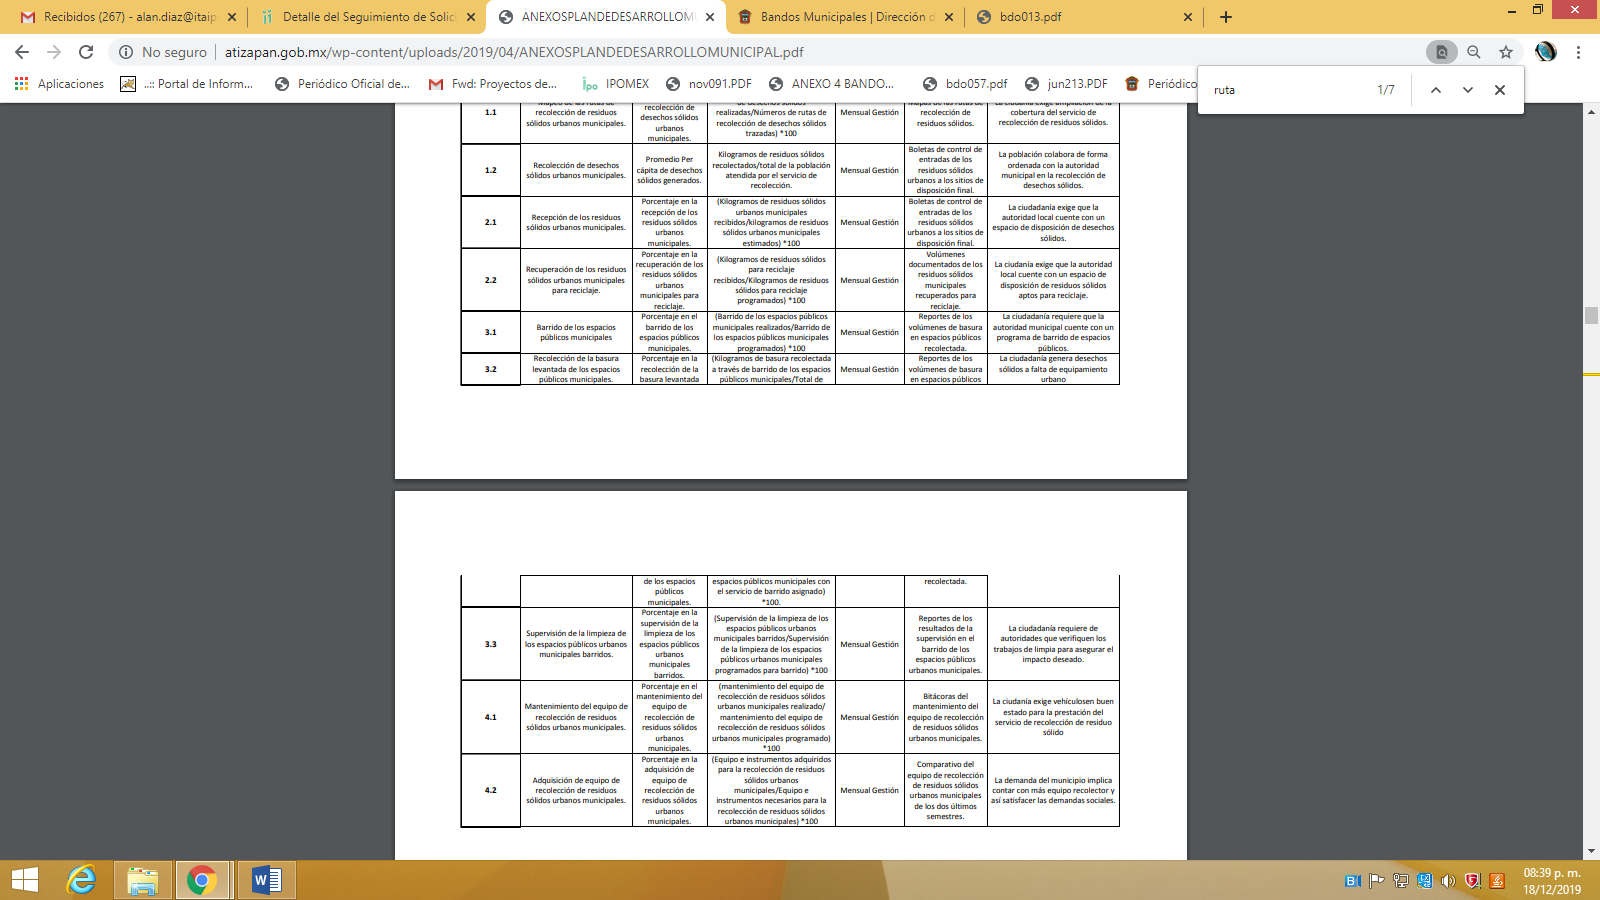 Recibidos (267) - alan.diaz@itaip
Detalle del Seguimiento de Solici
ANEXOSPLANDEDESARROLLOMU
Bandos Municipales | Dirección d
bdo013.pdf
No seguro
atizapan.gob.mx/wp-content/uploads/2019/04/ANEXOSPLANDEDESARROLLOMUNICIPAL.pdf
Aplicaciones
..:: Portal de Inform...
Periódico Oficial de...
Fwd: Proyectos de...
IPOMEX
nov091.PDF
ANEXO 4 BANDO...
bdo057.pdf
jun213.PDF
Periódico
ruta
1/7
1.1
Mapeo de las rutas de
recolección de residuos
sólidos urbanos municipales.
recolección de
desechos sólidos
urbanos
municipales.
de desechos sólidos
realizadas/Números de rutas de
recolección de desechos sólidos
trazadas) *100
Mensual Gestión
Mapas de las rutas de
recolección de
residuos sólidos.
La ciudanía exige ampliación de la
cobertura del servicio de
recolección de residuos sólidos.
1.2
Recolección de desechos
sólidos urbanos municipales.
Promedio Per
cápita de desechos
sólidos generados.
Kilogramos de residuos sólidos
recolectados/total de la población
atendida por el servicio de
recolección.
Mensual Gestión
Boletas de control de
entradas de los
residuos sólidos
urbanos a los sitios de
disposición final.
La población colabora de forma
ordenada con la autoridad
municipal en la recolección de
desechos sólidos.
2.1
Recepción de los residuos
sólidos urbanos municipales.
Porcentaje en la
recepción de los
residuos sólidos
urbanos
municipales.
(Kilogramos de residuos sólidos
urbanos municipales
recibidos/kilogramos de residuos
sólidos urbanos municipales
estimados) *100
Mensual Gestión
Boletas de control de
entradas de los
residuos sólidos
urbanos a los sitios de
disposición final.
La ciudadanía exige que la
autoridad local cuente con un
espacio de disposición de desechos
sólidos.
2.2
Recuperación de los residuos
sólidos urbanos municipales
para reciclaje.
Porcentaje en la
recuperación de los
residuos sólidos
urbanos
municipales para
reciclaje.
(Kilogramos de residuos sólidos
para reciclaje
recibidos/Kilogramos de residuos
sólidos para reciclaje
programados) *100
Mensual Gestión
Volúmenes
documentados de los
residuos sólidos
municipales
recuperados para
reciclaje.
La ciudanía exige que la autoridad
local cuente con un espacio de
disposición de residuos sólidos
aptos para reciclaje.
3.1
Barrido de los espacios
públicos municipales
Porcentaje en el
barrido de los
espacios públicos
municipales.
(Barrido de los espacios públicos
municipales realizados/Barrido de
los espacios públicos municipales
programados) *100
Mensual Gestión
Reportes de los
volúmenes de basura
en espacios públicos
recolectada.
La ciudadanía requiere que la
autoridad municipal cuente con un
programa de barrido de espacios
públicos.
3.2
Recolección de la basura
levantada de los espacios
públicos municipales.
Porcentaje en la
recolección de la
basura levantada
(Kilogramos de basura recolectada
a través de barrido de los
espacios públicos municipales/Total de
Mensual Gestión
Reportes de los
volúmenes de basura
en espacios públicos
La ciudadanía genera desechos
sólidos a falta de equipamiento
urbano
de los espacios
públicos
municipales.
espacios públicos municipales con
el servicio de barrido asignado)
*100.
recolectada.
3.3
Supervisión de la limpieza de
los espacios públicos urbanos
municipales barridos.
Porcentaje en la
supervisión de la
limpieza de los
espacios públicos
urbanos
municipales
barridos.
(Supervisión de la limpieza de los
espacios públicos urbanos
municipales barridos/Supervisión
de la limpieza de los espacios
públicos urbanos municipales
programados para barrido) *100
Mensual Gestión
Reportes de los
resultados de la
supervisión en el
barrido de los
espacios públicos
urbanos municipales.
La ciudadanía requiere de
autoridades que verifiquen los
trabajos de limpia para asegurar el
impacto deseado.
4.1
Mantenimiento del equipo de
recolección de residuos
sólidos urbanos municipales.
Porcentaje en el
mantenimiento del
equipo de
recolección de
residuos sólidos
urbanos
municipales.
(mantenimiento del equipo de
recolección de residuos sólidos
urbanos municipales realizado/
mantenimiento del equipo de
recolección de residuos sólidos
urbanos municipales programado)
*100
Mensual Gestión
Bitácoras del
mantenimiento del
equipo de recolección
de residuos sólidos
urbanos municipales.
La ciudanía exige vehículosen buen
estado para la prestación del
servicio de recolección de residuo
sólido
4.2
Adquisición de equipo de
recolección de residuos
sólidos urbanos municipales.
Porcentaje en la
adquisición de
equipo de
recolección de
residuos sólidos
urbanos
municipales.
(Equipo e instrumentos adquiridos
para la recolección de residuos
sólidos urbanos
municipales/Equipo e
instrumentos necesarios para la
recolección de residuos sólidos
urbanos municipales) *100
Mensual Gestión
Comparativo del
equipo de recolección
de residuos sólidos
urbanos municipales
de los dos últimos
semestres.
La demanda del municipio implica
contar con más equipo recolector y
así satisfacer las demandas sociales.
08:39 p. m.
18/12/2019